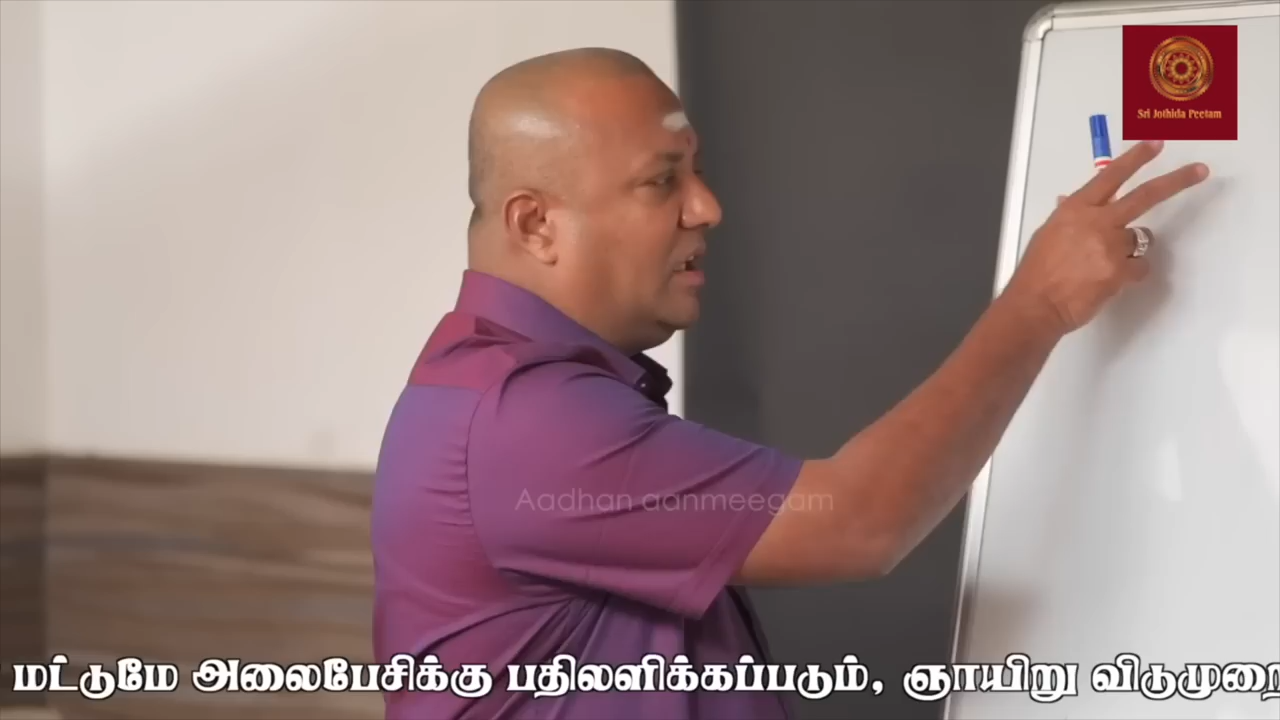 Sri Jothida Peetam
Aadhan aanmeegam
மட்டுமே அலைபேசிக்கு பதிலளிக்கப்படும், ஞாயிறு விடுமுறை